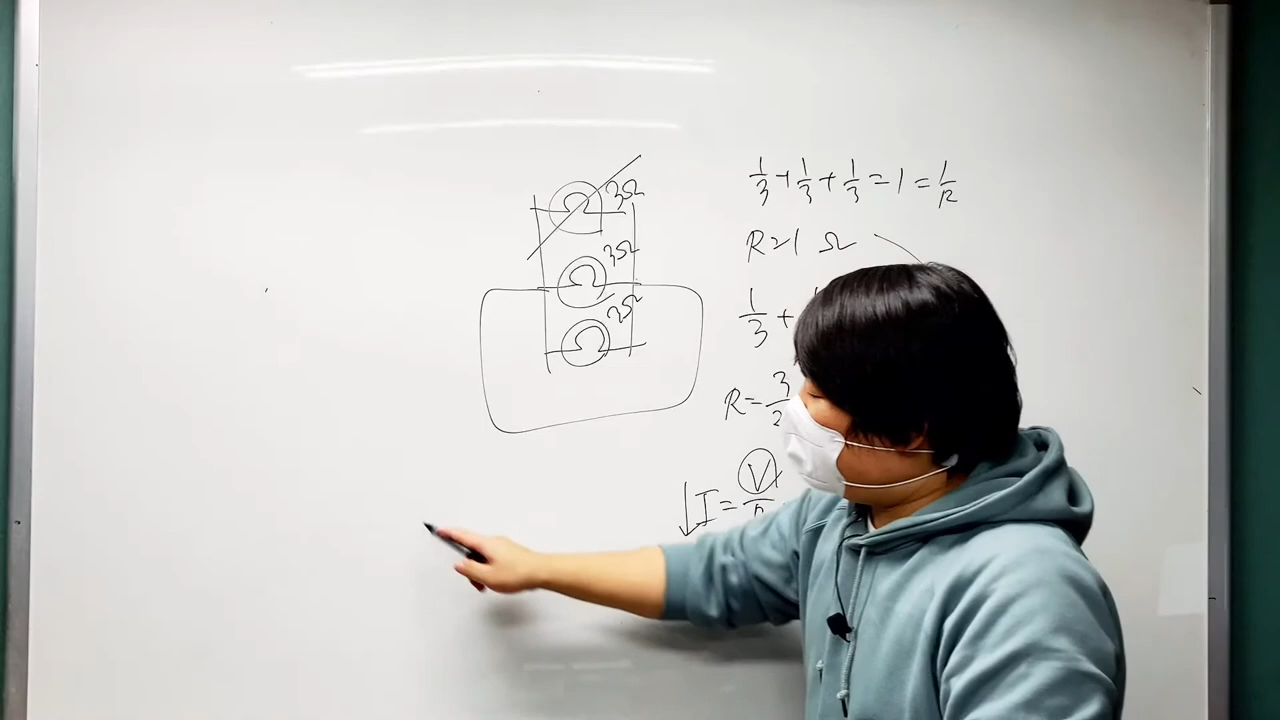 3Ω
3Ω
3Ω
1/3 + 1/3 + 1/3 = 1 = 1/R
R = 1 Ω
1/3 +
R = 3/2
↓ I = V/R